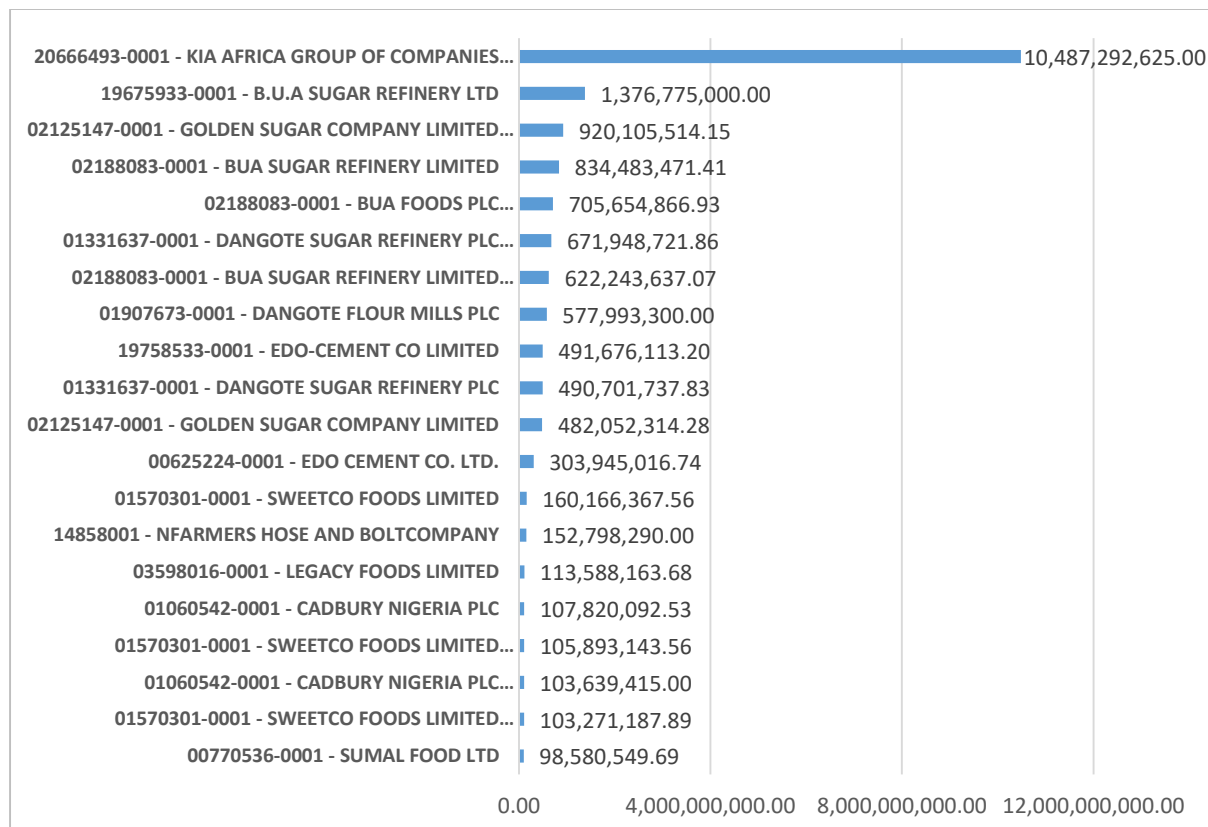 20666493-0001 - KIA AFRICA GROUP OF COMPANIES... 10,487,292,625.00
19675933-0001 - B.U.A SUGAR REFINERY LTD 1,376,775,000.00
02125147-0001 - GOLDEN SUGAR COMPANY LIMITED... 920,105,514.15
02188083-0001 - BUA SUGAR REFINERY LIMITED 834,483,471.41
02188083-0001 - BUA FOODS PLC... 705,654,866.93
01331637-0001 - DANGOTE SUGAR REFINERY PLC... 671,948,721.86
02188083-0001 - BUA SUGAR REFINERY LIMITED... 622,243,637.07
01907673-0001 - DANGOTE FLOUR MILLS PLC 577,993,300.00
19758533-0001 - EDO-CEMENT CO LIMITED 491,676,113.20
01331637-0001 - DANGOTE SUGAR REFINERY PLC 490,701,737.83
02125147-0001 - GOLDEN SUGAR COMPANY LIMITED 482,052,314.28
00625224-0001 - EDO CEMENT CO. LTD. 303,945,016.74
01570301-0001 - SWEETCO FOODS LIMITED 160,166,367.56
14858001 - NFARMERS HOSE AND BOLTCOMPANY 152,798,290.00
03598016-0001 - LEGACY FOODS LIMITED 113,588,163.68
01060542-0001 - CADBURY NIGERIA PLC 107,820,092.53
01570301-0001 - SWEETCO FOODS LIMITED... 105,893,143.56
01060542-0001 - CADBURY NIGERIA PLC... 103,639,415.00
01570301-0001 - SWEETCO FOODS LIMITED... 103,271,187.89
00770536-0001 - SUMAL FOOD LTD 98,580,549.69
0.00 4,000,000,000.00 8,000,000,000.00 12,000,000,000.00